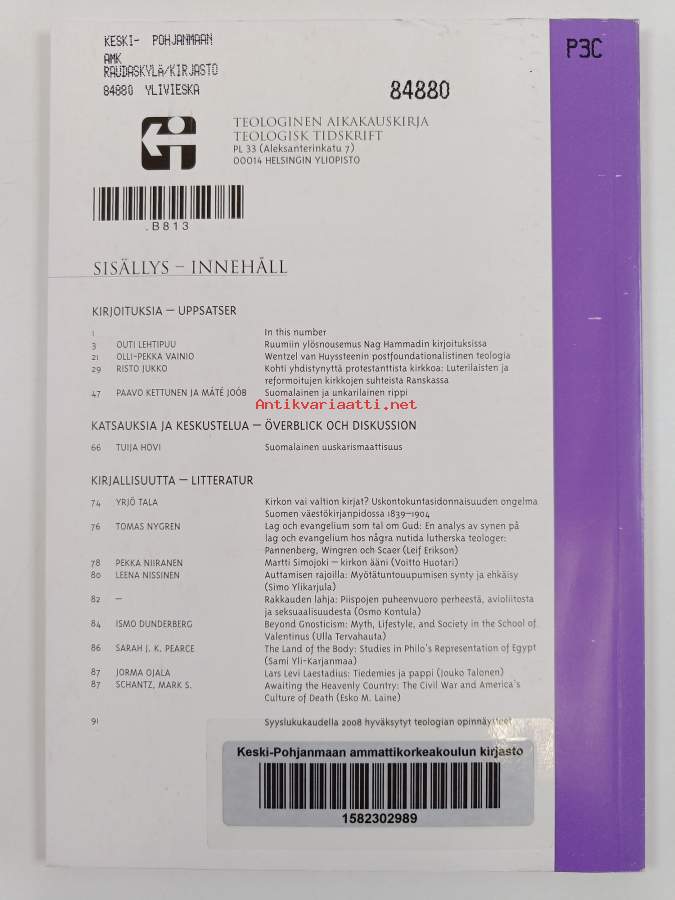 KESKI- POHJANMAAN
AMK
RAUDASKYLÄ/KIRJASTO
84880 YLIVIESKA
84880
P3C
TEOLOGINEN AIKAKAUSKIRJA
TEOLOGISK TIDSKRIFT
PL 33 (Aleksanterinkatu 7)
00014 HELSINGIN YLIOPISTO
.B813
SISÄLLYS – INNEHÅLL
KIRJOITUKSIA – UPPSATSER
1 In this number
3 OUTI LEHTIPUU Ruumiin ylösnousemus Nag Hammadin kirjoituksissa
21 OLLI-PEKKA VAINIO Wentzel van Huyssteenin postfoundationalistinen teologia
29 RISTO JUKKO Kohti yhdistynyttä protestanttista kirkkoa: Luterilaisten ja
reformoitujen kirkkojen suhteista Ranskassa
47 PAAVO KETTUNEN JA MÁTÉ JOÓB Suomalainen ja unkarilainen rippi
Antikvariaatti.net
KATSAUKSIA JA KESKUSTELUA – ÖVERBLICK OCH DISKUSSION
66 TUIJA HOVI Suomalainen uuskarismaattisuus
KIRJALLISUUTTA – LITTERATUR
74 YRJÖ TALA Kirkon vai valtion kirjat? Uskontokuntasidonnaisuuden ongelma
Suomen väestökirjanpidossa 1839–1904
76 TOMAS NYGREN Lag och evangelium som tal om Gud: En analys av synen på
lag och evangelium hos några nutida lutherska teologer:
Pannenberg, Wingren och Scaer (Leif Erikson)
78 PEKKA NIIRANEN Martti Simojoki – kirkon ääni (Voitto Huotari)
80 LEENA NISSINEN Auttamisen rajoilla: Myötätuntouupumisen synty ja ehkäisy
(Simo Ylikarjula)
82 – Rakkauden lahja: Piispojen puheenvuoro perheestä, avioliitosta
ja seksuaalisuudesta (Osmo Kontula)
84 ISMO DUNDERBERG Beyond Gnosticism: Myth, Lifestyle, and Society in the School of
Valentinus (Ulla Tervahauta)
86 SARAH J. K. PEARCE The Land of the Body: Studies in Philo's Representation of Egypt
(Sami Yli-Karjanmaa)
87 JORMA OJALA Lars Levi Laestadius: Tiedemies ja pappi (Jouko Talonen)
87 SCHANTZ, MARK S. Awaiting the Heavenly Country: The Civil War and America's
Culture of Death (Esko M. Laine)
91 Syyslukukaudella 2008 hyväksytyt teologian opinnäytteet
Keski-Pohjanmaan ammattikorkeakoulun kirjasto
1582302989